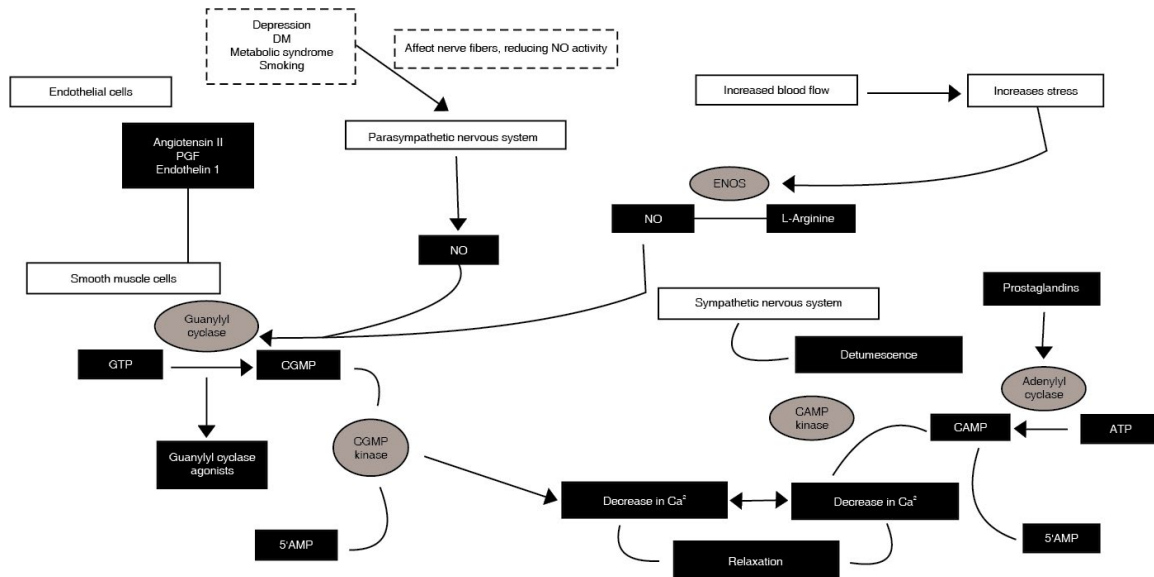 Depression
DM
Metabolic syndrome
Smoking
Affect nerve fibers, reducing NO activity
Endothelial cells
Increased blood flow
Increases stress
Angiotensin II
PGF
Endothelin 1
Parasympathetic nervous system
ENOS
NO
L-Arginine
NO
Smooth muscle cells
Sympathetic nervous system
Prostaglandins
Guanylyl
cyclase
GTP
CGMP
Detumescence
Adenylyl
cyclase
CAMP
kinase
CAMP
ATP
CGMP
kinase
Guanylyl cyclase
agonists
Decrease in Ca²
Decrease in Ca²
5'AMP
Relaxation
5'AMP